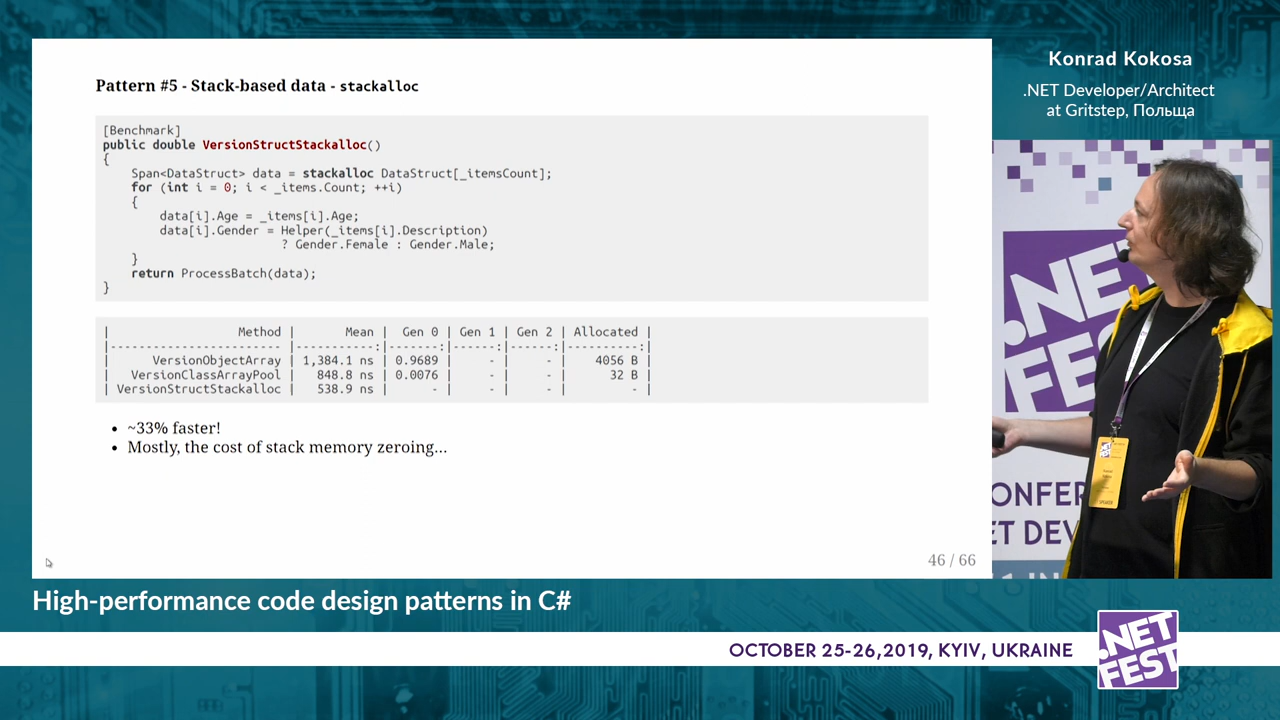 Pattern #5 - Stack-based data - stackalloc
[Benchmark]
public double VersionStructStackalloc()
{
    Span<DataStruct> data = stackalloc DataStruct[_itemsCount];
    for (int i = 0; i < _items.Count; ++i)
    {
        data[i].Age = _items[i].Age;
        data[i].Gender = Helper(_items[i].Description)
                         ? Gender.Female : Gender.Male;
    }
    return ProcessBatch(data);
}
|                  Method |       Mean |  Gen 0 | Gen 1 | Gen 2 | Allocated |
|------------------------ |-----------:|-------:|------:|------:|----------:|
|      VersionObjectArray | 1,384.1 ns | 0.9689 |     - |     - |    4056 B |
|   VersionClassArrayPool |   848.8 ns | 0.0076 |     - |     - |      32 B |
| VersionStructStackalloc |   538.9 ns |      - |     - |     - |         - |
• ~33% faster!
• Mostly, the cost of stack memory zeroing...
46 / 66
Konrad Kokosa
.NET Developer/Architect
at Gritstep, Польща
.NET
FE
ONFER
ET DEV
High-performance code design patterns in C#
OCTOBER 25-26,2019, KYIV, UKRAINE
.NET
FEST